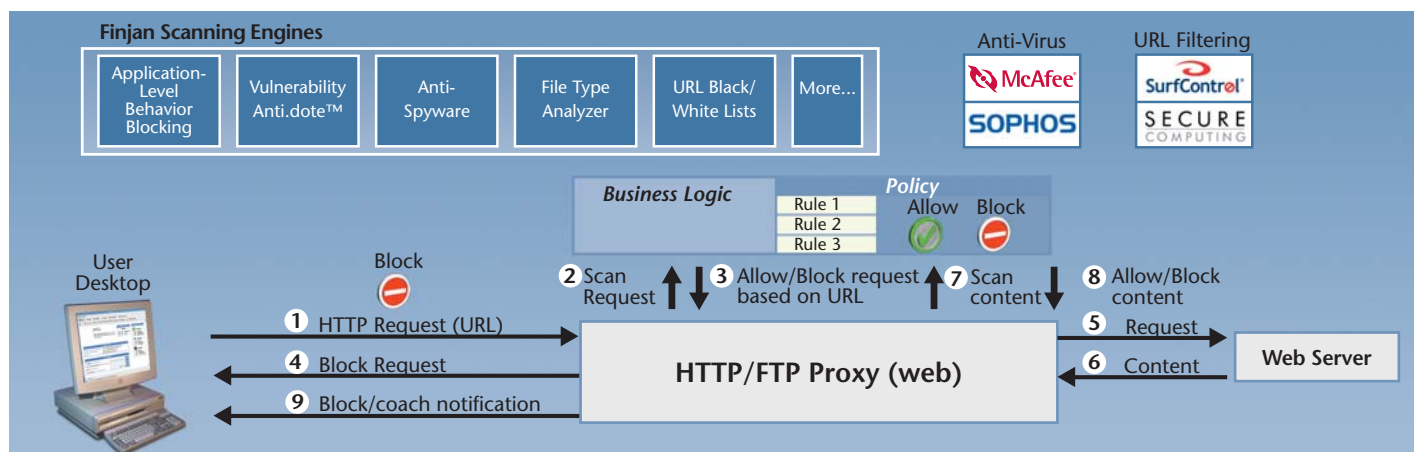 Finjan Scanning Engines
Application-
Level
Behavior
Blocking
Vulnerability
Anti.dote™
Anti-
Spyware
File Type
Analyzer
URL Black/
White Lists
More...
Anti-Virus
McAfee®
SOPHOS
URL Filtering
SurfControl
SECURE
COMPUTING
Business Logic
Policy
Rule 1
Rule 2
Rule 3
Allow
Block
User
Desktop
Block
2 Scan
Request
3 Allow/Block request
based on URL
7 Scan
content
8 Allow/Block
content
1 HTTP Request (URL)
4 Block Request
9 Block/coach notification
HTTP/FTP Proxy (web)
5 Request
6 Content
Web Server